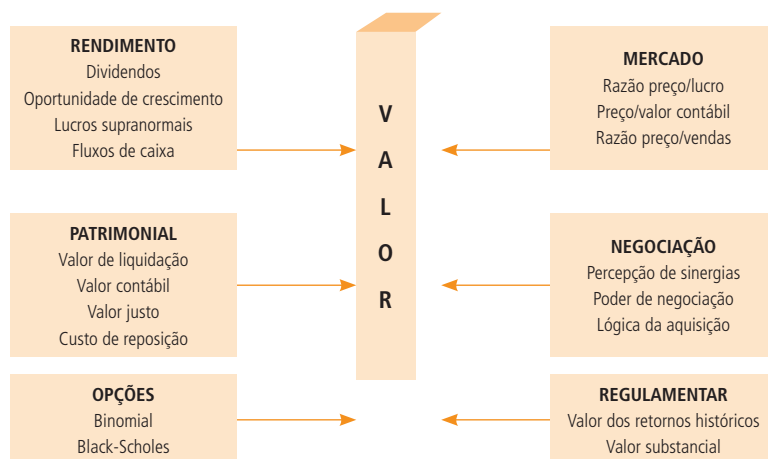 RENDIMENTO
Dividendos
Oportunidade de crescimento
Lucros supranormais
Fluxos de caixa
PATRIMONIAL
Valor de liquidação
Valor contábil
Valor justo
Custo de reposição
OPÇÕES
Binomial
Black-Scholes
V
A
L
O
R
MERCADO
Razão preço/lucro
Preço/valor contábil
Razão preço/vendas
NEGOCIAÇÃO
Percepção de sinergias
Poder de negociação
Lógica da aquisição
REGULAMENTAR
Valor dos retornos históricos
Valor substancial